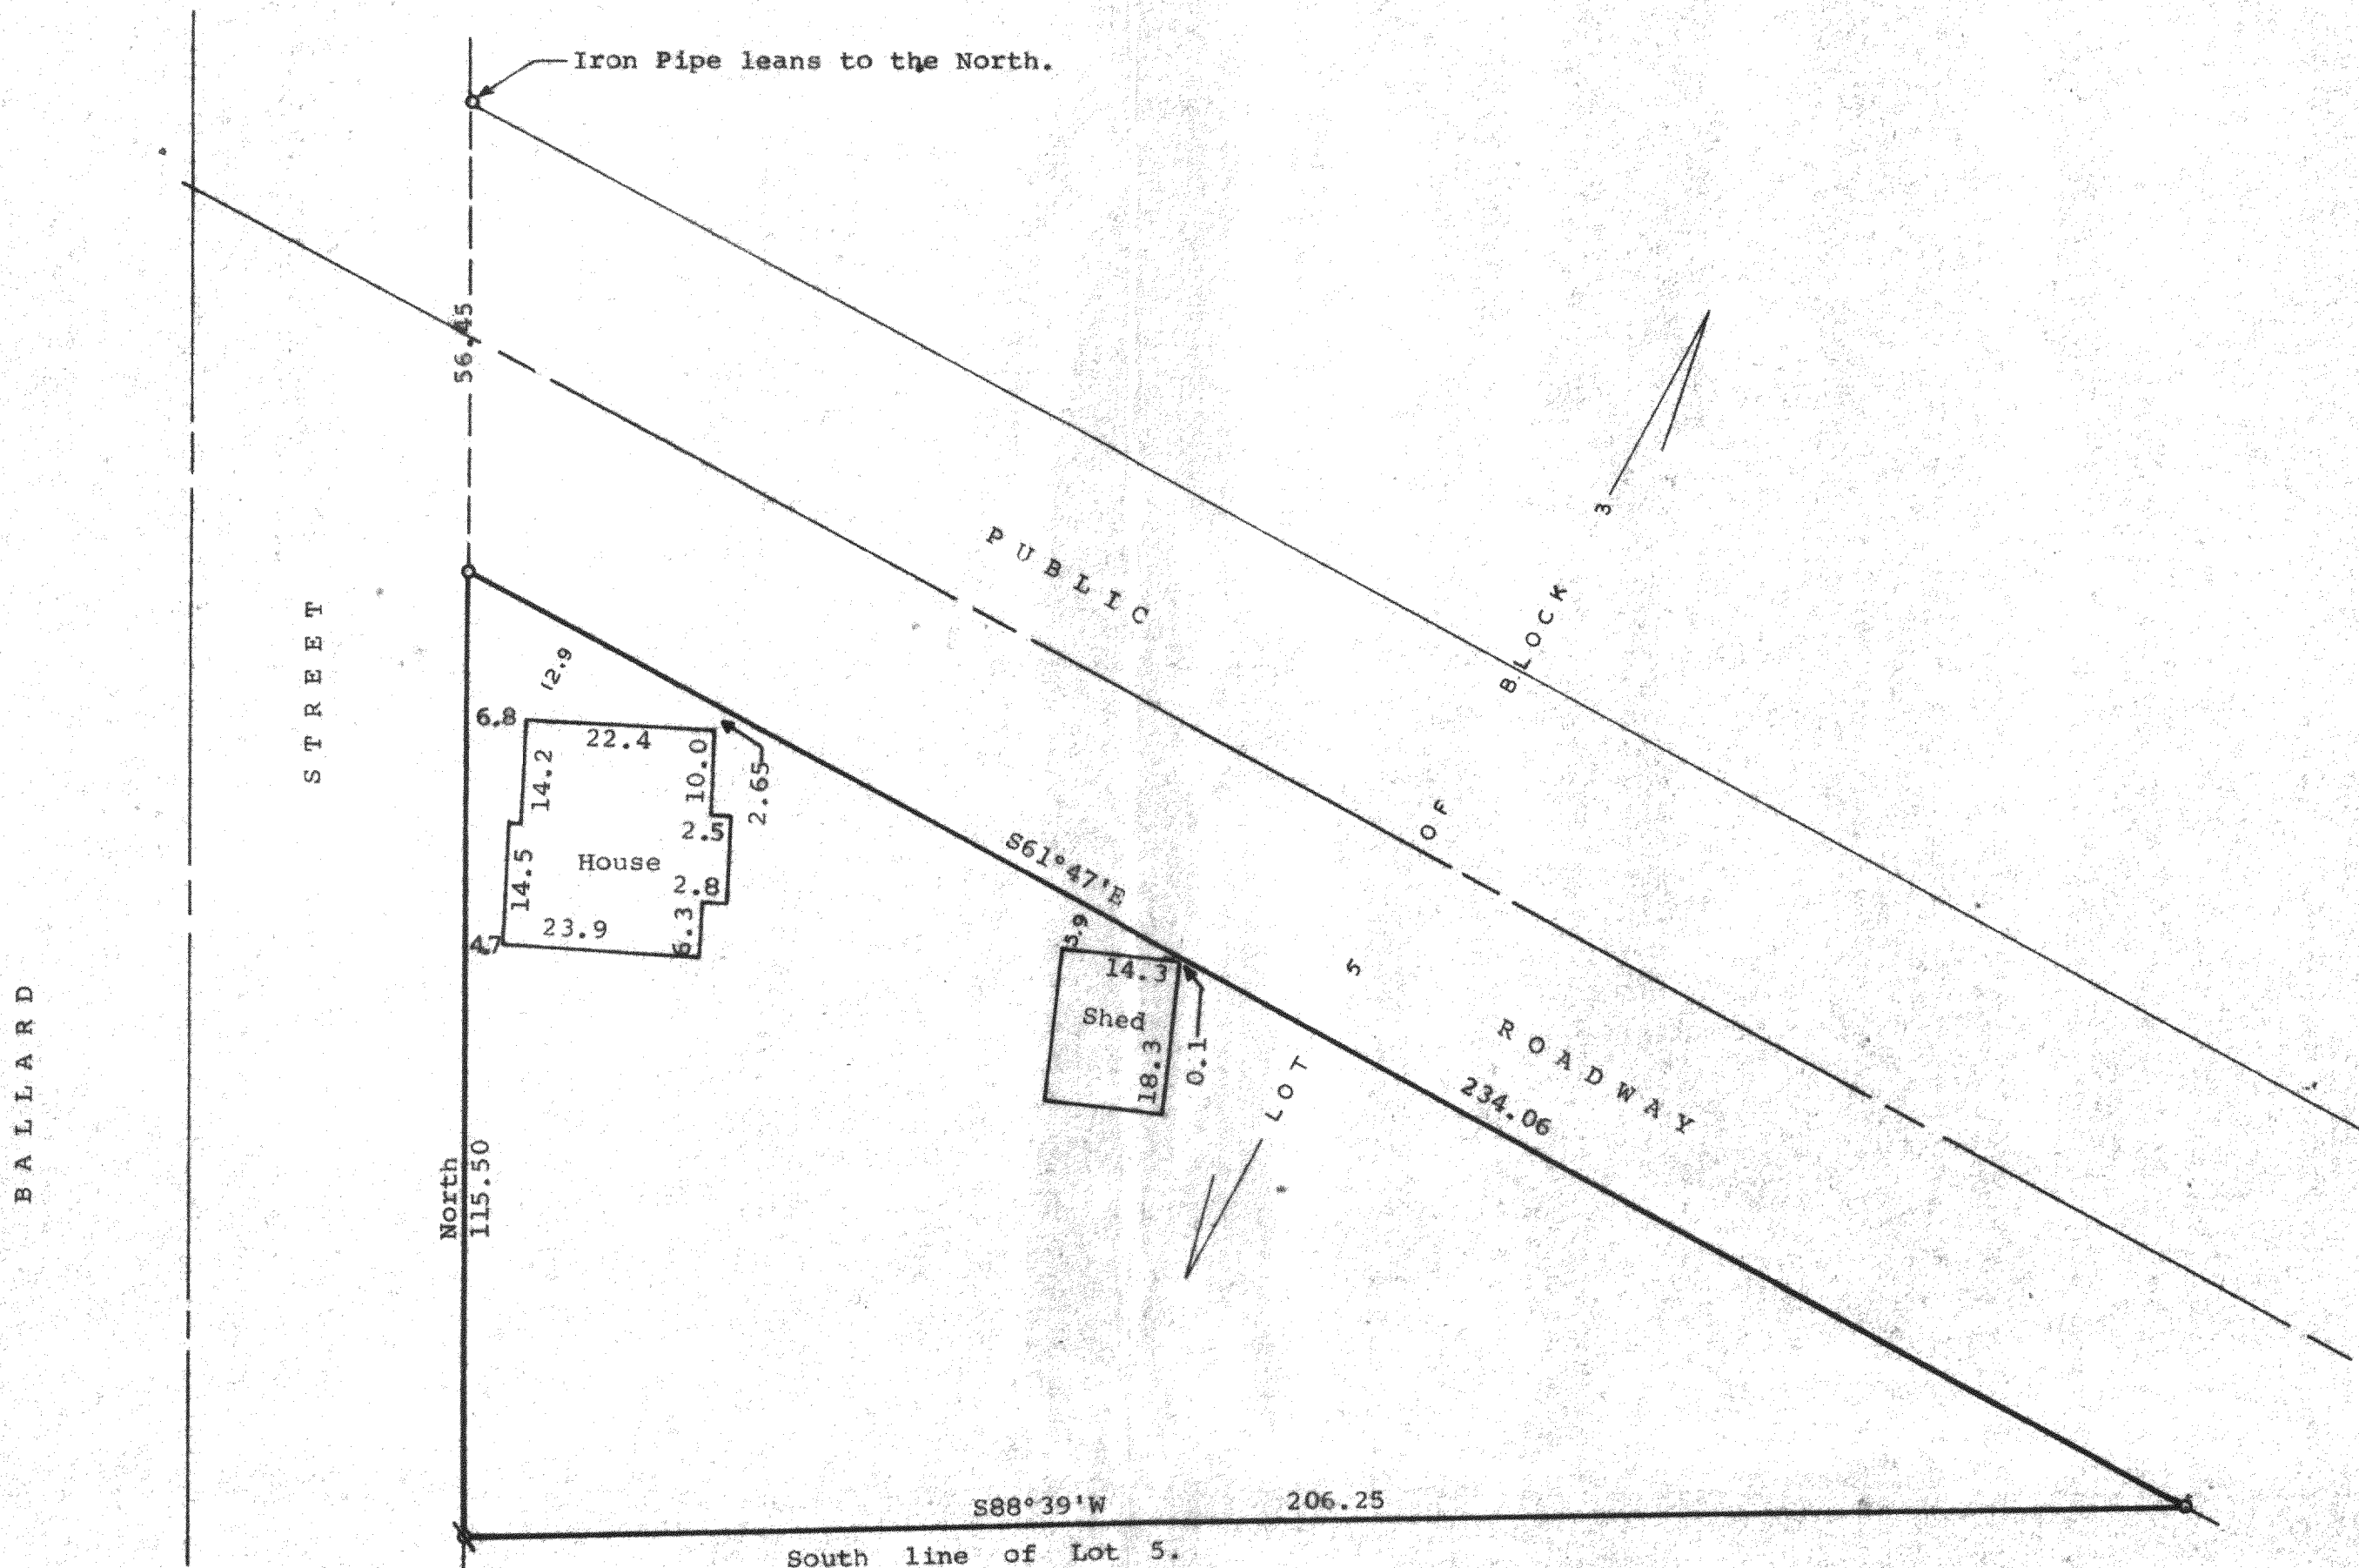 Iron Pipe leans to the North.
56.45
PUBLIC
BLOCK 3
STREET
12.9
6.8
22.4
14.2
10.0
2.65
2.5
House
14.5
2.8
23.9
6.3
4.7
S61°47'E
OF
5.9
14.3
Shed
18.3
0.1
5
ROADWAY
LOT
234.06
BALLARD
North
115.50
S88°39'W
206.25
South line of Lot 5.